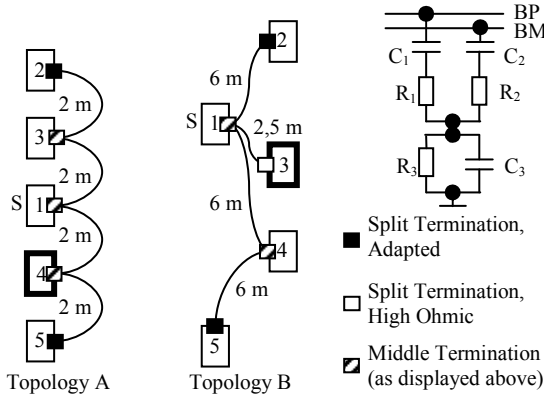 2
2 m
3
2 m
S 1
2 m
4
2 m
5
Topology A
2
6 m
S 1
2,5 m
3
6 m
4
6 m
5
Topology B
BP
BM
C1
C2
R1
R2
R3
C3
Split Termination,
Adapted
Split Termination,
High Ohmic
Middle Termination
(as displayed above)